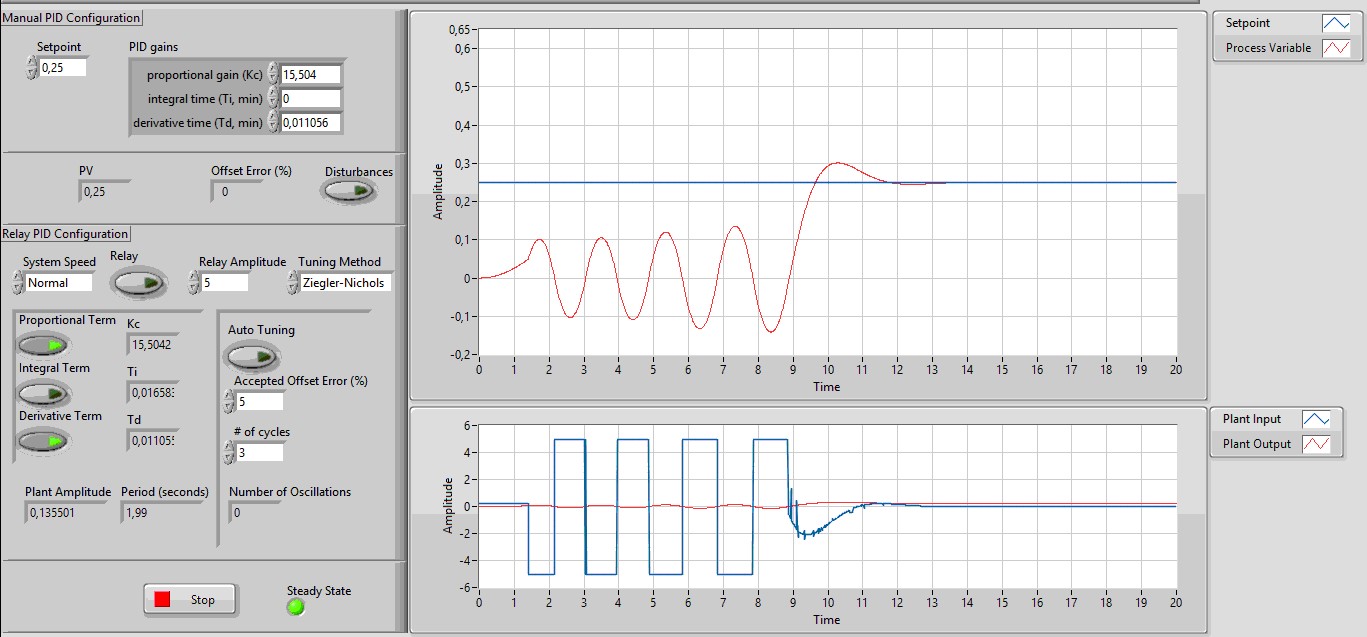 Manual PID Configuration
Setpoint
0,25
PID gains
proportional gain (Kc) 15,504
integral time (Ti, min) 0
derivative time (Td, min) 0,011056
PV
0,25
Offset Error (%)
0
Disturbances
Relay PID Configuration
System Speed
Normal
Relay
Relay Amplitude
5
Tuning Method
Ziegler-Nichols
Proportional Term
Kc
15,5042
Integral Term
Ti
0,01658
Derivative Term
Td
0,01105
Auto Tuning
Accepted Offset Error (%)
5
# of cycles
3
Plant Amplitude
0,135501
Period (seconds)
1,99
Number of Oscillations
0
Stop
Steady State
Amplitude
0,65
0,6
0,5
0,4
0,3
0,2
0,1
0
-0,1
-0,2
0 1 2 3 4 5 6 7 8 9 10 11 12 13 14 15 16 17 18 19 20
Time
Setpoint
Process Variable
Amplitude
6
4
2
0
-2
-4
-6
0 1 2 3 4 5 6 7 8 9 10 11 12 13 14 15 16 17 18 19 20
Time
Plant Input
Plant Output